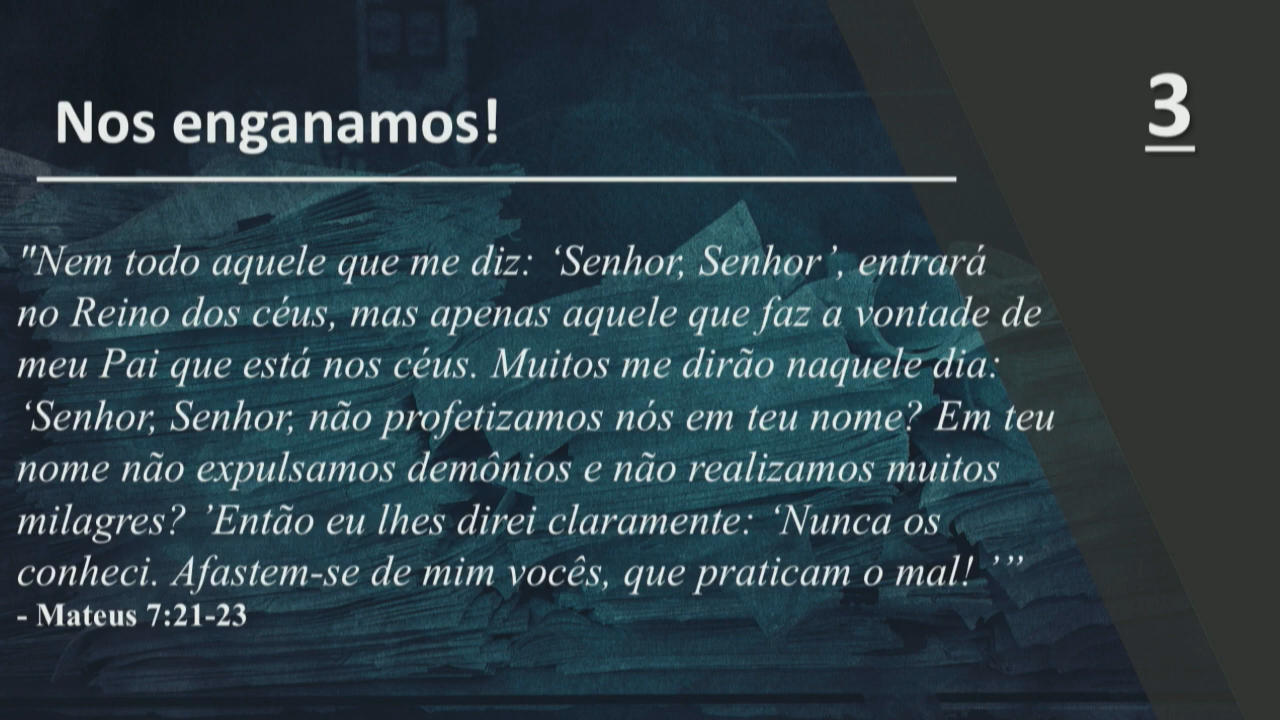 Nos enganamos!
3
"Nem todo aquele que me diz: ‘Senhor, Senhor’, entrará
no Reino dos céus, mas apenas aquele que faz a vontade de
meu Pai que está nos céus. Muitos me dirão naquele dia:
‘Senhor, Senhor, não profetizamos nós em teu nome? Em teu
nome não expulsamos demônios e não realizamos muitos
milagres? ’Então eu lhes direi claramente: ‘Nunca os
conheci. Afastem-se de mim vocês, que praticam o mal! ’”
- Mateus 7:21-23